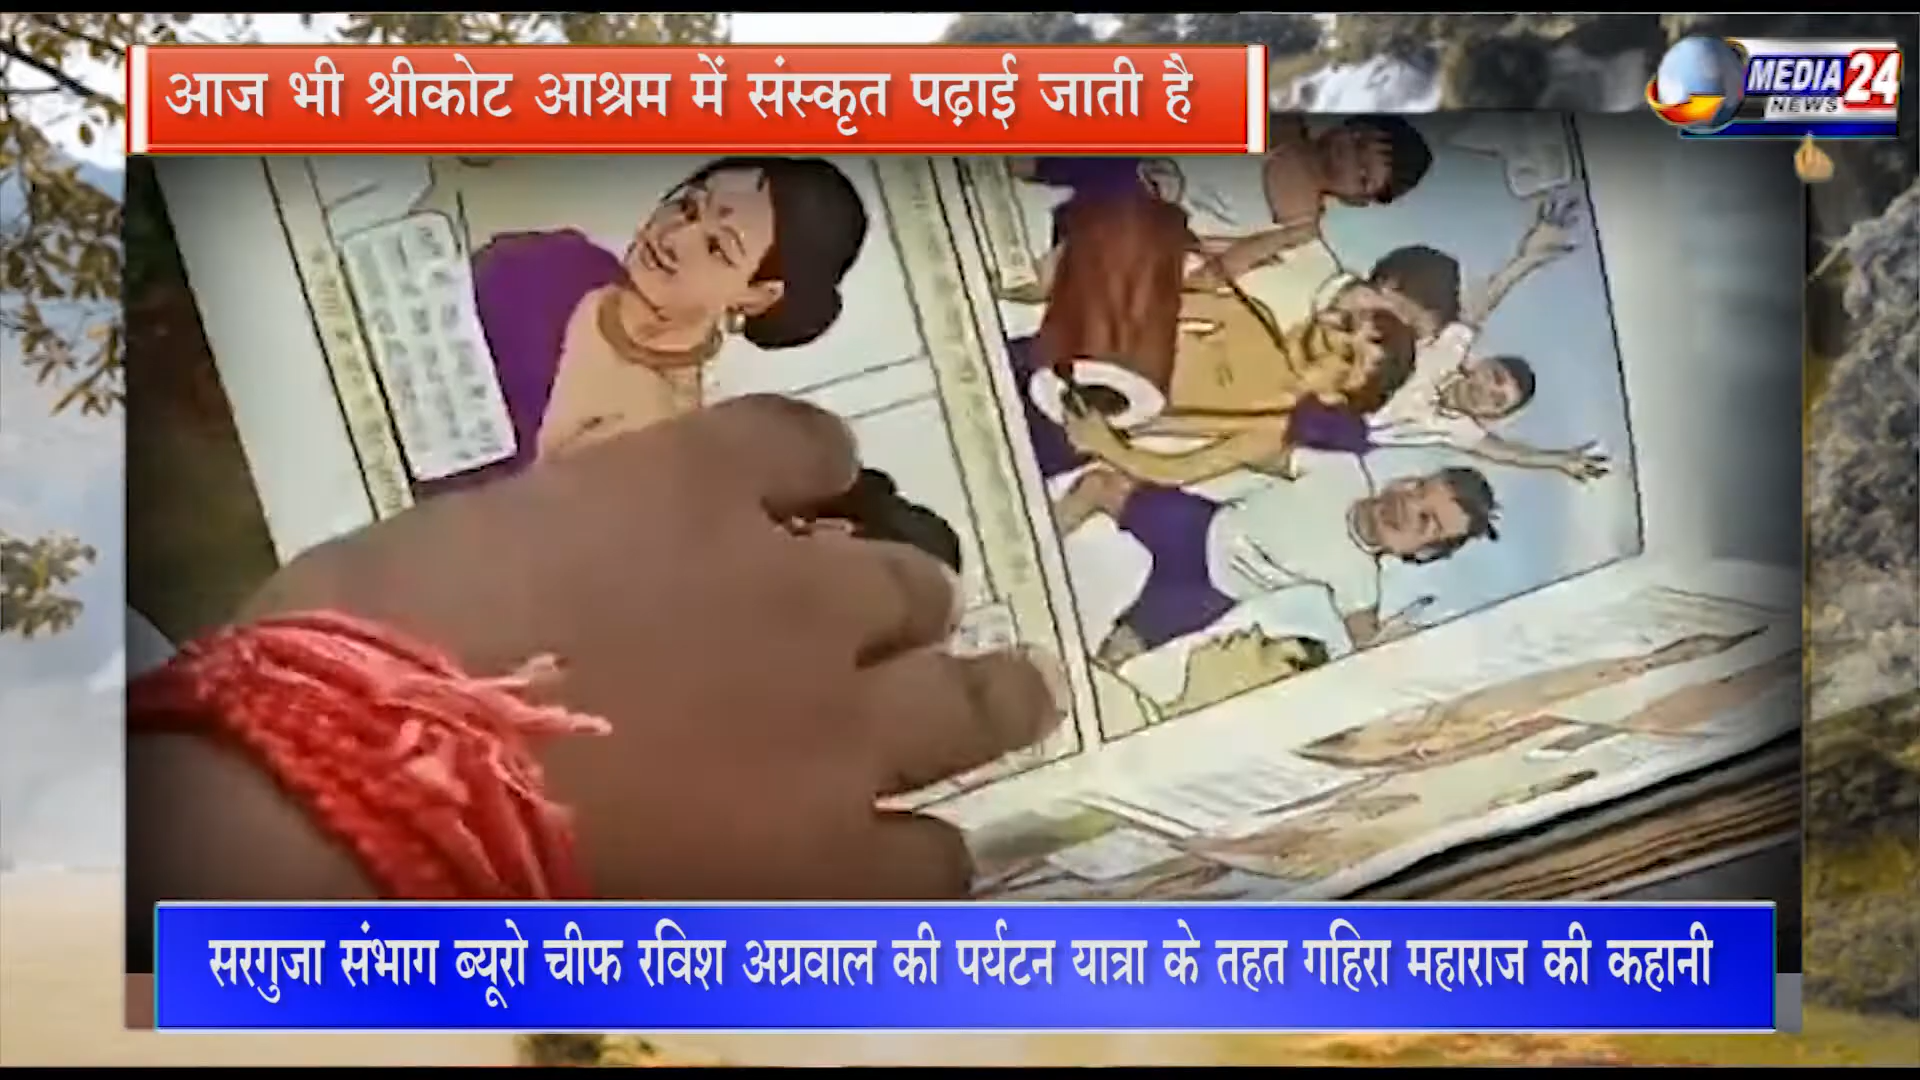 आज भी श्रीकोट आश्रम में संस्कृत पढ़ाई जाती है
MEDIA 24
NEWS
सरगुजा संभाग ब्यूरो चीफ रविश अग्रवाल की पर्यटन यात्रा के तहत गहिरा महाराज की कहानी